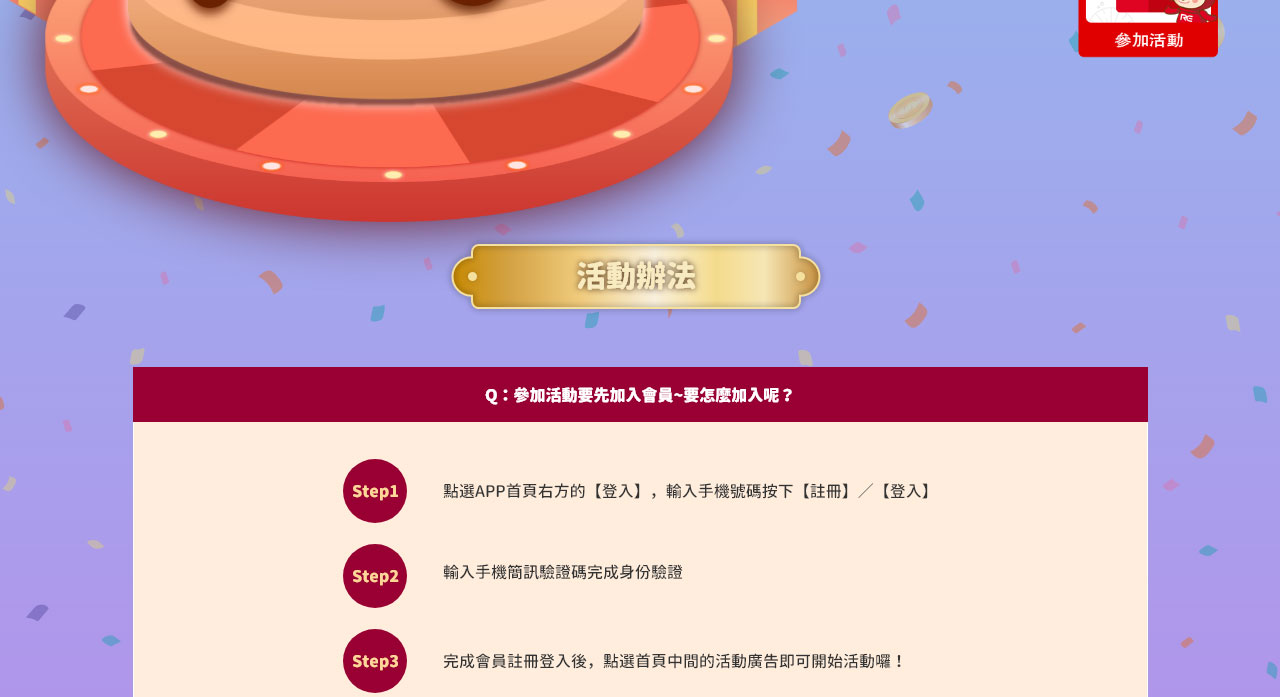 參加活動
活動辦法
Q：參加活動要先加入會員~要怎麼加入呢？
Step1
點選APP首頁右方的【登入】，輸入手機號碼按下【註冊】／【登入】
Step2
輸入手機簡訊驗證碼完成身份驗證
Step3
完成會員註冊登入後，點選首頁中間的活動廣告即可開始活動囉！